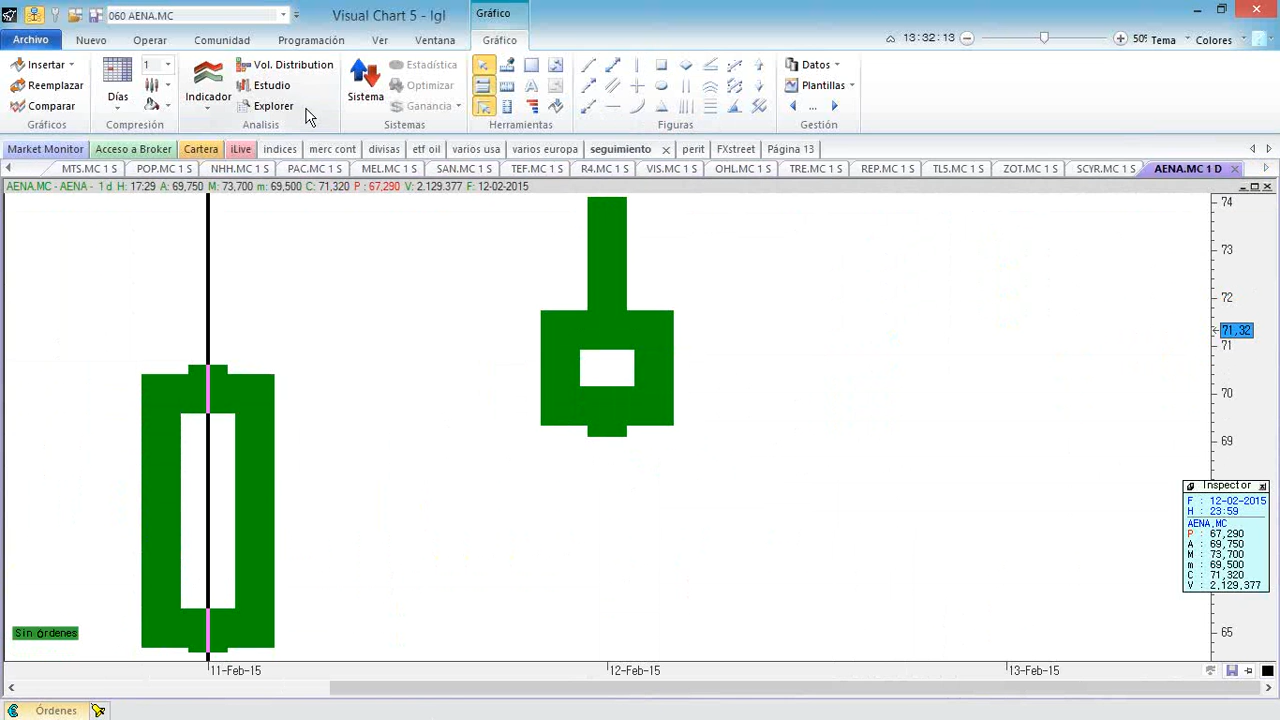 060 AENA.MC
Visual Chart 5 - lgl
Gráfico
Archivo
Nuevo
Operar
Comunidad
Programación
Ver
Ventana
Gráfico
13:32:13
50%
Tema
Colores
Insertar
Reemplazar
Comparar
Gráficos
Días
1
Compresión
Indicador
Vol. Distribution
Estudio
Explorer
Analisis
Sistema
Estadística
Optimizar
Ganancia
Sistemas
Herramientas
Figuras
Datos
Plantillas
...
Gestión
Market Monitor
Acceso a Broker
Cartera
iLive
indices
merc cont
divisas
etf oil
varios usa
varios europa
seguimiento
perit
FXstreet
Página 13
MTS.MC 1 S
POP.MC 1 S
NHH.MC 1 S
PAC.MC 1 S
MEL.MC 1 S
SAN.MC 1 S
TEF.MC 1 S
R4.MC 1 S
VIS.MC 1 S
OHL.MC 1 S
TRE.MC 1 S
REP.MC 1 S
TL5.MC 1 S
ZOT.MC 1 S
SCYR.MC 1 S
AENA.MC 1 D
AENA.MC - AENA - 1 d H: 17:29 A: 69,750 M: 73,700 m: 69,500 C: 71,320 P : 67,290 V: 2.129.377 F: 12-02-2015
74
73
72
71,32
71
70
69
65
Inspector
F : 12-02-2015
H : 23:59
AENA.MC
P : 67,290
A : 69,750
M : 73,700
m : 69,500
C : 71,320
V : 2.129.377
Sin órdenes
11-Feb-15
12-Feb-15
13-Feb-15
Órdenes